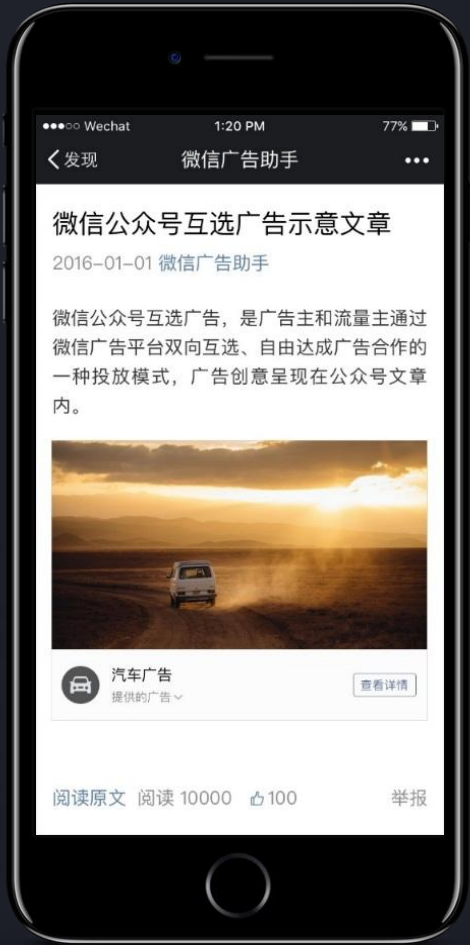 Wechat 1:20 PM 77%
发现 微信广告助手
微信公众号互选广告示意文章
2016-01-01 微信广告助手
微信公众号互选广告，是广告主和流量主通过
微信广告平台双向互选、自由达成广告合作的
一种投放模式，广告创意呈现在公众号文章
内。
汽车广告
提供的广告
查看详情
阅读原文 阅读 10000 100 举报